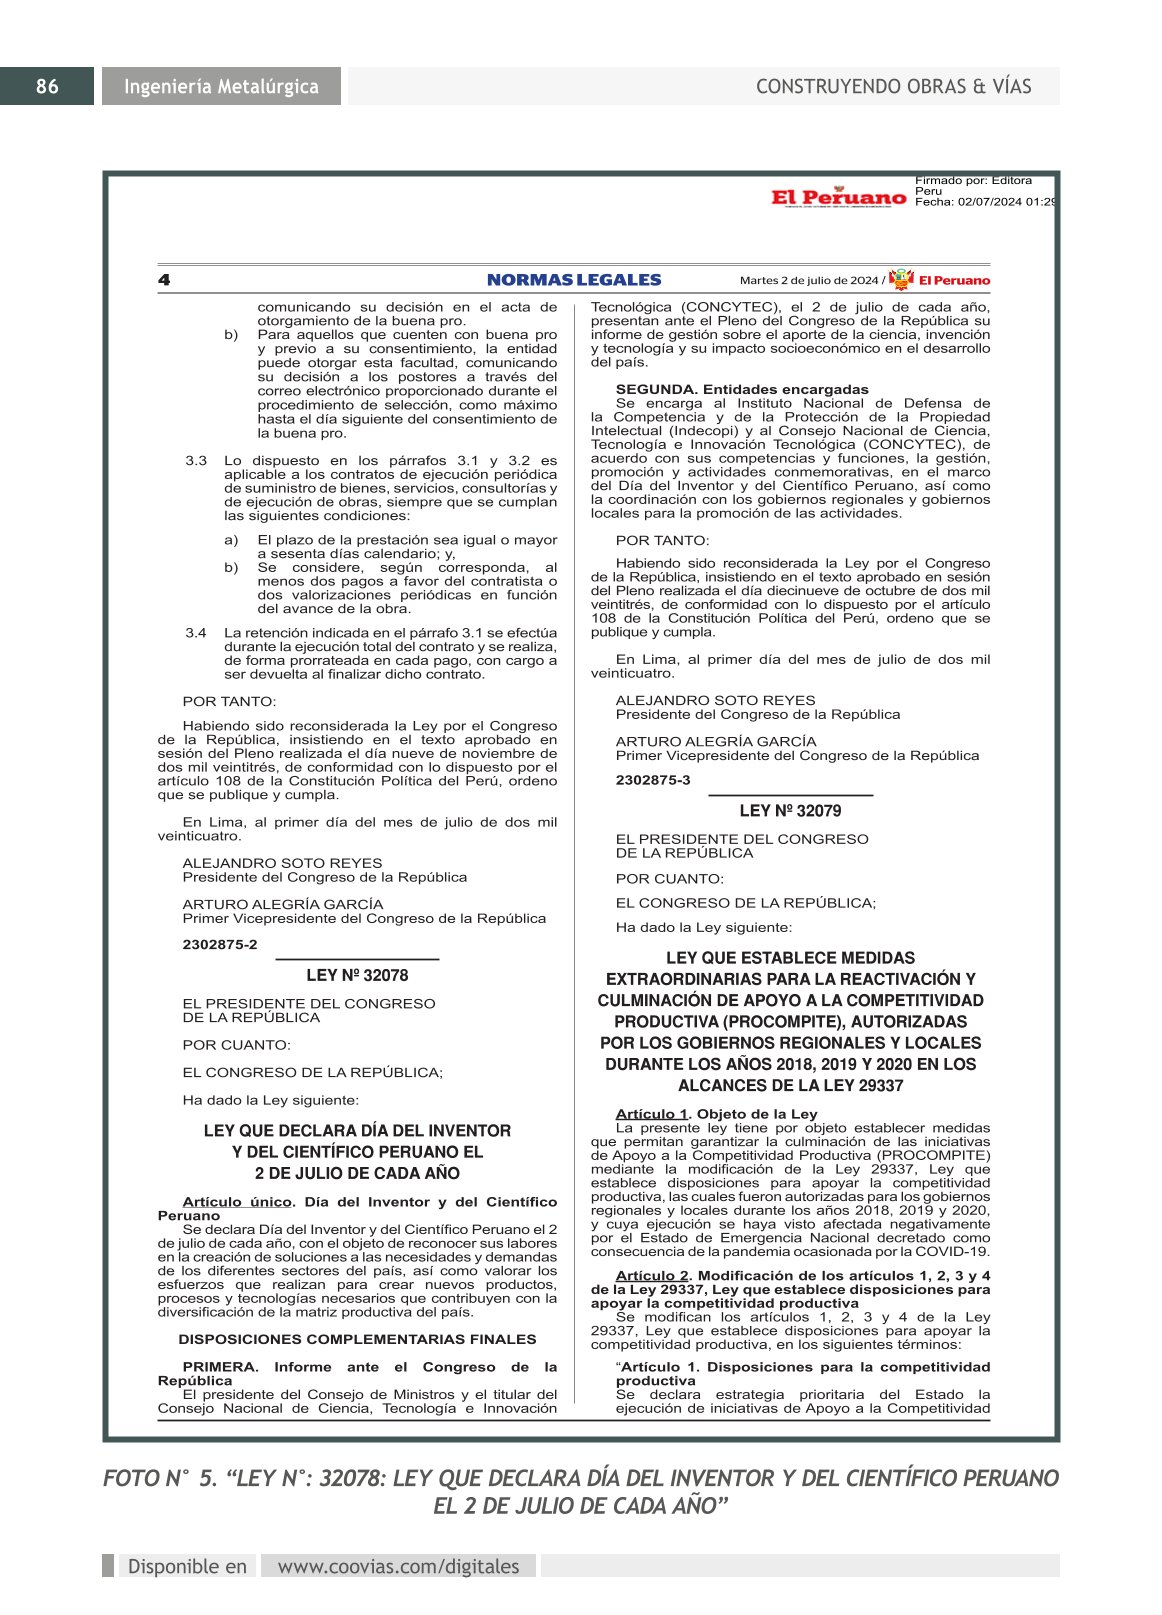 86
Ingeniería Metalúrgica
CONSTRUYENDO OBRAS & VÍAS
El Peruano
Firmado por: Editora
Peru
Fecha: 02/07/2024 01:29
4
NORMAS LEGALES
Martes 2 de julio de 2024 /
El Peruano
comunicando su decisión en el acta de
otorgamiento de la buena pro.
b) Para aquellos que cuenten con buena pro
y previo a su consentimiento, la entidad
puede otorgar esta facultad, comunicando
su decisión a los postores a través del
correo electrónico proporcionado durante el
procedimiento de selección, como máximo
hasta el día siguiente del consentimiento de
la buena pro.
3.3 Lo dispuesto en los párrafos 3.1 y 3.2 es
aplicable a los contratos de ejecución periódica
de suministro de bienes, servicios, consultorías y
de ejecución de obras, siempre que se cumplan
las siguientes condiciones:
a) El plazo de la prestación sea igual o mayor
a sesenta días calendario; y,
b) Se considere, según corresponda, al
menos dos pagos a favor del contratista o
dos valorizaciones periódicas en función
del avance de la obra.
3.4 La retención indicada en el párrafo 3.1 se efectúa
durante la ejecución total del contrato y se realiza,
de forma prorrateada en cada pago, con cargo a
ser devuelta al finalizar dicho contrato.
POR TANTO:
Habiendo sido reconsiderada la Ley por el Congreso
de la República, insistiendo en el texto aprobado en
sesión del Pleno realizada el día nueve de noviembre de
dos mil veintitrés, de conformidad con lo dispuesto por el
artículo 108 de la Constitución Política del Perú, ordeno
que se publique y cumpla.
En Lima, al primer día del mes de julio de dos mil
veinticuatro.
ALEJANDRO SOTO REYES
Presidente del Congreso de la República
ARTURO ALEGRÍA GARCÍA
Primer Vicepresidente del Congreso de la República
2302875-2
LEY Nº 32078
EL PRESIDENTE DEL CONGRESO
DE LA REPÚBLICA
POR CUANTO:
EL CONGRESO DE LA REPÚBLICA;
Ha dado la Ley siguiente:
LEY QUE DECLARA DÍA DEL INVENTOR
Y DEL CIENTÍFICO PERUANO EL
2 DE JULIO DE CADA AÑO
Artículo único. Día del Inventor y del Científico
Peruano
Se declara Día del Inventor y del Científico Peruano el 2
de julio de cada año, con el objeto de reconocer sus labores
en la creación de soluciones a las necesidades y demandas
de los diferentes sectores del país, así como valorar los
esfuerzos que realizan para crear nuevos productos,
procesos y tecnologías necesarios que contribuyen con la
diversificación de la matriz productiva del país.
DISPOSICIONES COMPLEMENTARIAS FINALES
PRIMERA. Informe ante el Congreso de la
República
El presidente del Consejo de Ministros y el titular del
Consejo Nacional de Ciencia, Tecnología e Innovación
Tecnológica (CONCYTEC), el 2 de julio de cada año,
presentan ante el Pleno del Congreso de la República su
informe de gestión sobre el aporte de la ciencia, invención
y tecnología y su impacto socioeconómico en el desarrollo
del país.
SEGUNDA. Entidades encargadas
Se encarga al Instituto Nacional de Defensa de
la Competencia y de la Protección de la Propiedad
Intelectual (Indecopi) y al Consejo Nacional de Ciencia,
Tecnología e Innovación Tecnológica (CONCYTEC), de
acuerdo con sus competencias y funciones, la gestión,
promoción y actividades conmemorativas, en el marco
del Día del Inventor y del Científico Peruano, así como
la coordinación con los gobiernos regionales y gobiernos
locales para la promoción de las actividades.
POR TANTO:
Habiendo sido reconsiderada la Ley por el Congreso
de la República, insistiendo en el texto aprobado en sesión
del Pleno realizada el día diecinueve de octubre de dos mil
veintitrés, de conformidad con lo dispuesto por el artículo
108 de la Constitución Política del Perú, ordeno que se
publique y cumpla.
En Lima, al primer día del mes de julio de dos mil
veinticuatro.
ALEJANDRO SOTO REYES
Presidente del Congreso de la República
ARTURO ALEGRÍA GARCÍA
Primer Vicepresidente del Congreso de la República
2302875-3
LEY Nº 32079
EL PRESIDENTE DEL CONGRESO
DE LA REPÚBLICA
POR CUANTO:
EL CONGRESO DE LA REPÚBLICA;
Ha dado la Ley siguiente:
LEY QUE ESTABLECE MEDIDAS
EXTRAORDINARIAS PARA LA REACTIVACIÓN Y
CULMINACIÓN DE APOYO A LA COMPETITIVIDAD
PRODUCTIVA (PROCOMPITE), AUTORIZADAS
POR LOS GOBIERNOS REGIONALES Y LOCALES
DURANTE LOS AÑOS 2018, 2019 Y 2020 EN LOS
ALCANCES DE LA LEY 29337
Artículo 1. Objeto de la Ley
La presente ley tiene por objeto establecer medidas
que permitan garantizar la culminación de las iniciativas
de Apoyo a la Competitividad Productiva (PROCOMPITE)
mediante la modificación de la Ley 29337, Ley que
establece disposiciones para apoyar la competitividad
productiva, las cuales fueron autorizadas para los gobiernos
regionales y locales durante los años 2018, 2019 y 2020,
y cuya ejecución se haya visto afectada negativamente
por el Estado de Emergencia Nacional decretado como
consecuencia de la pandemia ocasionada por la COVID-19.
Artículo 2. Modificación de los artículos 1, 2, 3 y 4
de la Ley 29337, Ley que establece disposiciones para
apoyar la competitividad productiva
Se modifican los artículos 1, 2, 3 y 4 de la Ley
29337, Ley que establece disposiciones para apoyar la
competitividad productiva, en los siguientes términos:
“Artículo 1. Disposiciones para la competitividad
productiva
Se declara estrategia prioritaria del Estado la
ejecución de iniciativas de Apoyo a la Competitividad
FOTO N° 5. “LEY N°: 32078: LEY QUE DECLARA DÍA DEL INVENTOR Y DEL CIENTÍFICO PERUANO
EL 2 DE JULIO DE CADA AÑO”
Disponible en
www.coovias.com/digitales